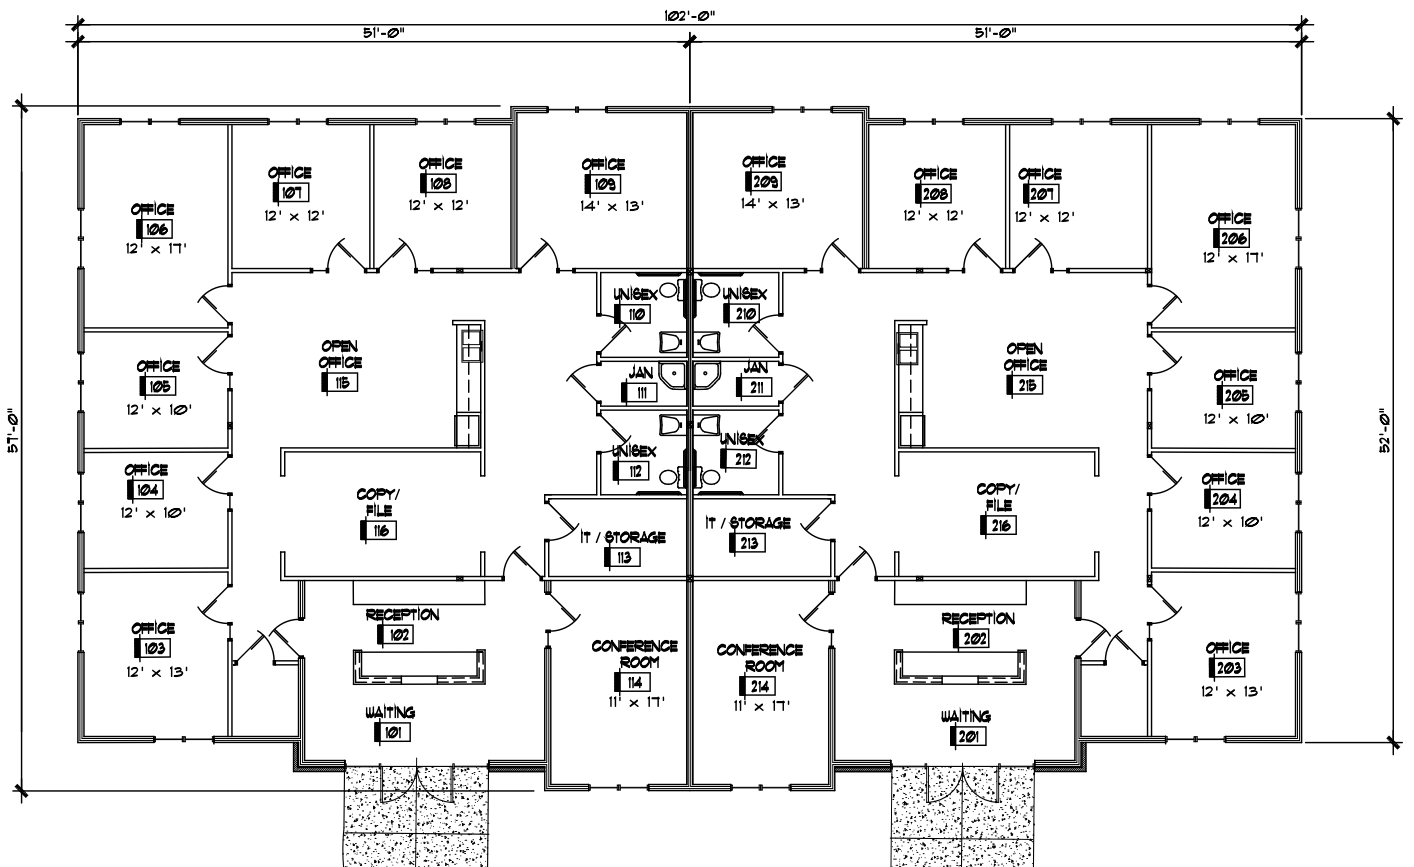 102'-0"
51'-0"
51'-0"
57'-0"
52'-0"
OFFICE
106
12' x 17'
OFFICE
107
12' x 12'
OFFICE
108
12' x 12'
OFFICE
109
14' x 13'
OFFICE
209
14' x 13'
OFFICE
208
12' x 12'
OFFICE
207
12' x 12'
OFFICE
206
12' x 17'
UNISEX
110
UNISEX
210
OFFICE
105
12' x 10'
OPEN
OFFICE
115
JAN
111
JAN
211
OPEN
OFFICE
215
OFFICE
205
12' x 10'
OFFICE
104
12' x 10'
UNISEX
112
UNISEX
212
OFFICE
204
12' x 10'
COPY/
FILE
116
IT / STORAGE
113
IT / STORAGE
213
COPY/
FILE
216
OFFICE
103
12' x 13'
RECEPTION
102
CONFERENCE
ROOM
114
11' x 17'
CONFERENCE
ROOM
214
11' x 17'
RECEPTION
202
OFFICE
203
12' x 13'
WAITING
101
WAITING
201